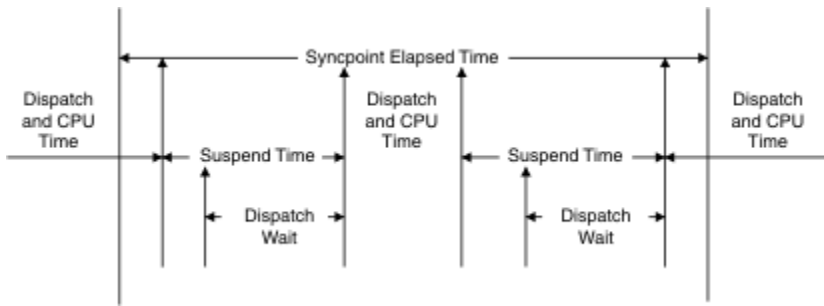 Syncpoint Elapsed Time
Dispatch
and CPU
Time
Dispatch
and CPU
Time
Dispatch
and CPU
Time
Suspend Time
Suspend Time
Dispatch
Wait
Dispatch
Wait